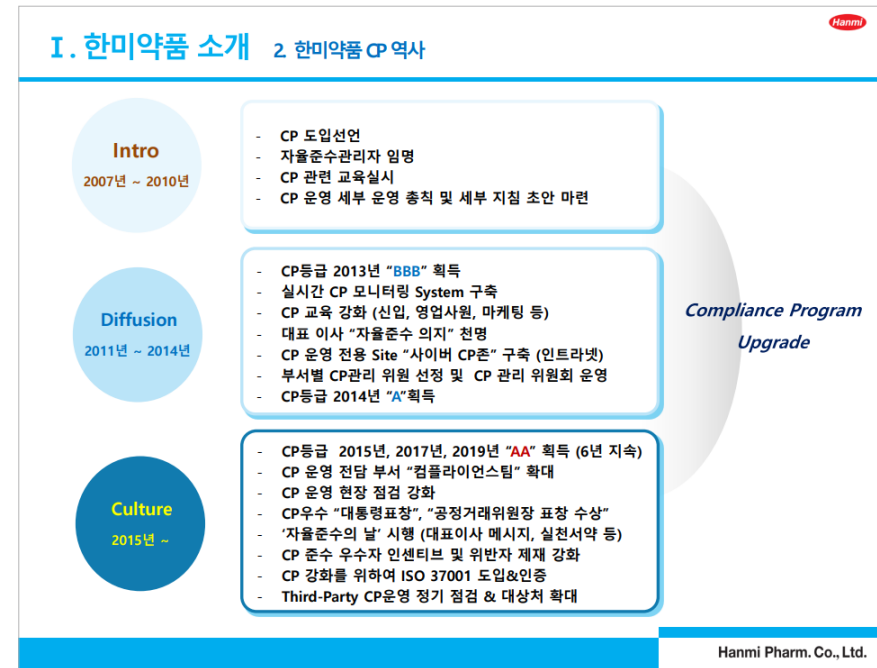 Hanmi
Ⅰ. 한미약품 소개 2. 한미약품 CP 역사
Intro
2007년 ~ 2010년
- CP 도입선언
- 자율준수관리자 임명
- CP 관련 교육실시
- CP 운영 세부 운영 총칙 및 세부 지침 초안 마련
Diffusion
2011년 ~ 2014년
- CP등급 2013년 “BBB” 획득
- 실시간 CP 모니터링 System 구축
- CP 교육 강화 (신입, 영업사원, 마케팅 등)
- 대표 이사 “자율준수 의지” 천명
- CP 운영 전용 Site “사이버 CP존” 구축 (인트라넷)
- 부서별 CP관리 위원 선정 및 CP 관리 위원회 운영
- CP등급 2014년 “A”획득
Culture
2015년 ~
- CP등급 2015년, 2017년, 2019년 “AA” 획득 (6년 지속)
- CP 운영 전담 부서 “컴플라이언스팀” 확대
- CP 운영 현장 점검 강화
- CP우수 “대통령표창”, “공정거래위원장 표창 수상”
- ‘자율준수의 날’ 시행 (대표이사 메시지, 실천서약 등)
- CP 준수 우수자 인센티브 및 위반자 제재 강화
- CP 강화를 위하여 ISO 37001 도입&인증
- Third-Party CP운영 정기 점검 & 대상처 확대
Compliance Program
Upgrade
Hanmi Pharm. Co., Ltd.